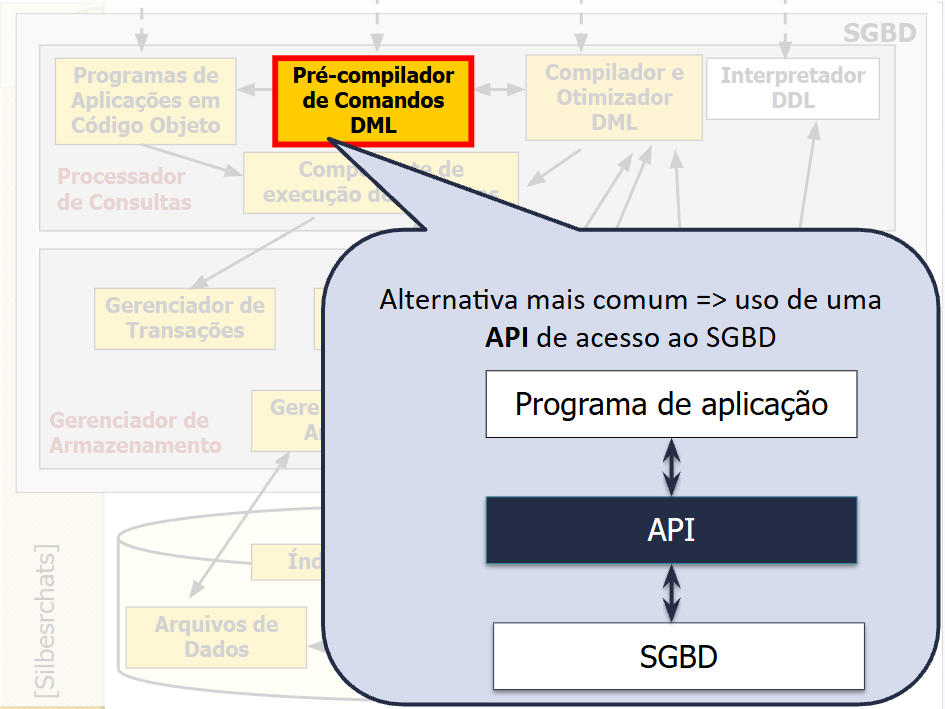 SGBD
Programas de
Aplicações em
Código Objeto
Pré-compilador
de Comandos
DML
Compilador e
Otimizador
DML
Interpretador
DDL
Processador
de Consultas
de
execução
Gerenciador de
Transações
Gerenciador de
Armazenamento
Alternativa mais comum => uso de uma
API de acesso ao SGBD
Programa de aplicação
API
SGBD
Arquivos de
Dados
[Silbesrchats]